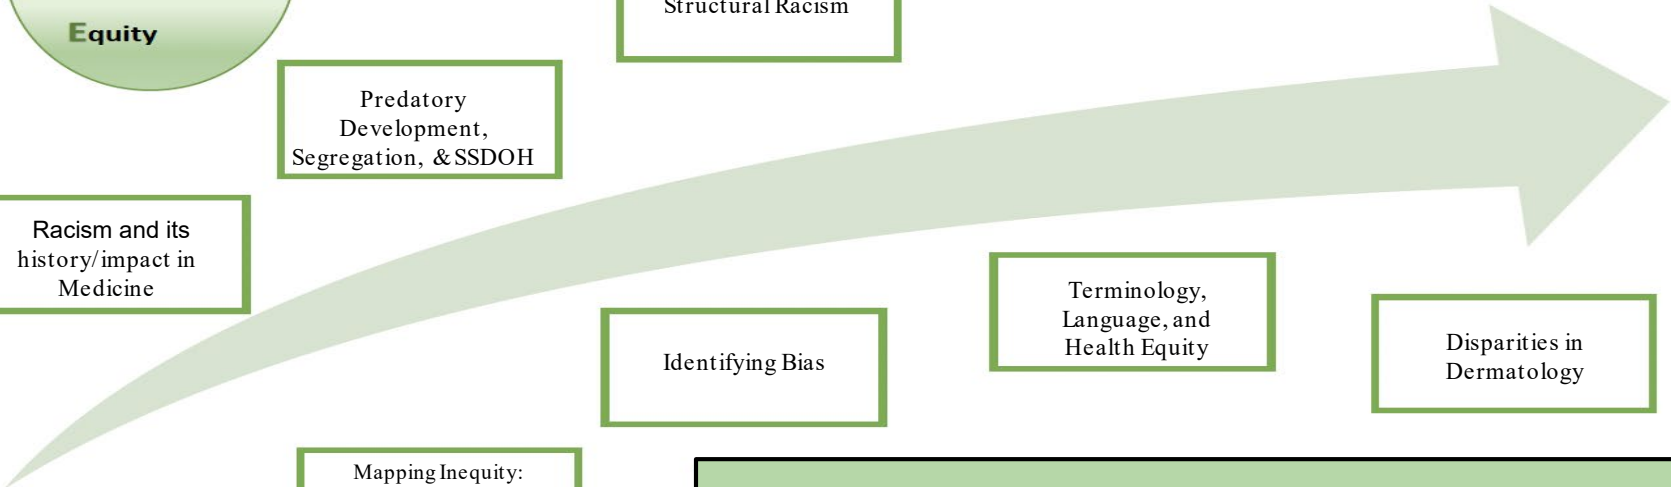 Structural Racism
Equity
Predatory
Development,
Segregation, & SSDOH
Racism and its
history/impact in
Medicine
Terminology,
Language, and
Health Equity
Identifying Bias
Disparities in
Dermatology
Mapping Inequity: